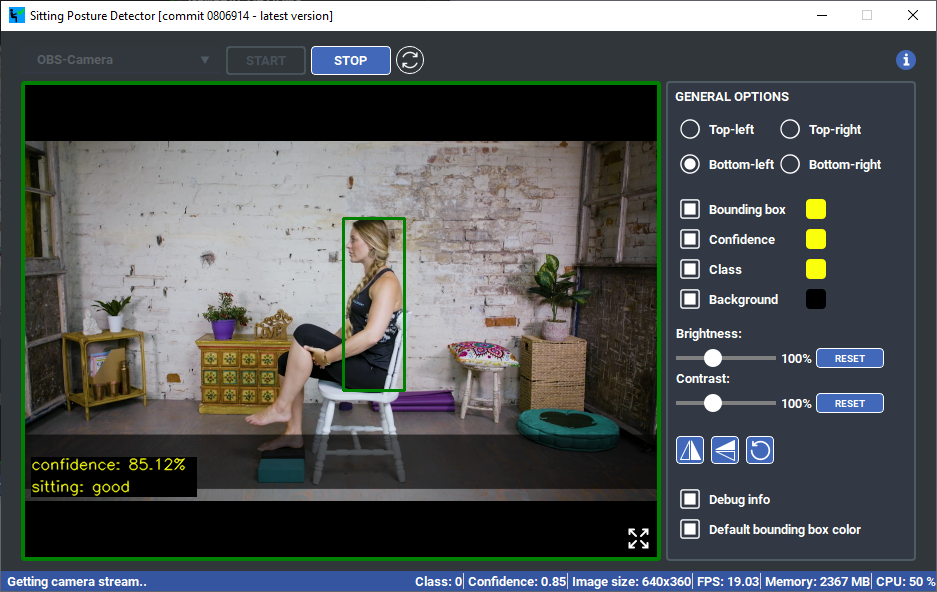 Sitting Posture Detector [commit 0806914 - latest version]
OBS-Camera
START
STOP
GENERAL OPTIONS
Top-left
Top-right
Bottom-left
Bottom-right
Bounding box
Confidence
Class
Background
Brightness:
100%
RESET
Contrast:
100%
RESET
Debug info
Default bounding box color
confidence: 85.12%
sitting: good
Getting camera stream..
Class: 0| Confidence: 0.85| Image size: 640x360| FPS: 19.03| Memory: 2367 MB| CPU: 50 %